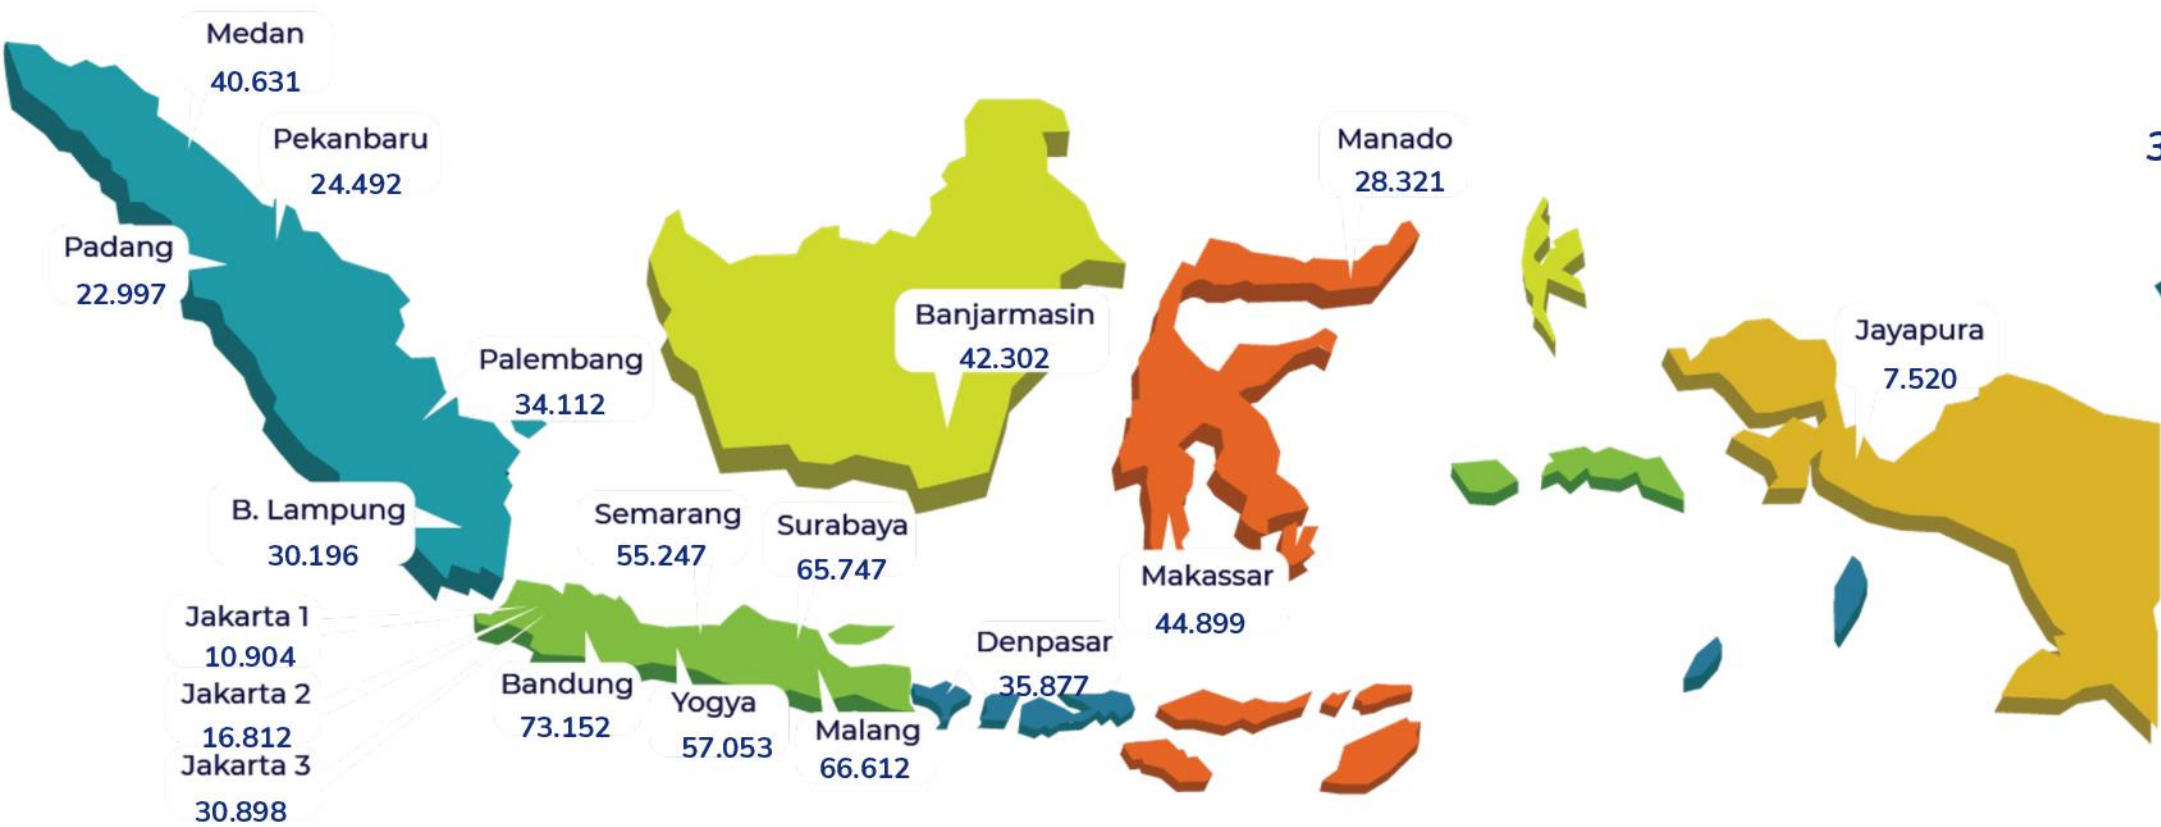 Medan
40.631
Pekanbaru
24.492
Padang
22.997
Palembang
34.112
B. Lampung
30.196
Jakarta 1
10.904
Jakarta 2
16.812
Jakarta 3
30.898
Bandung
73.152
Semarang
55.247
Yogya
57.053
Surabaya
65.747
Malang
66.612
Denpasar
35.877
Banjarmasin
42.302
Makassar
44.899
Manado
28.321
Jayapura
7.520